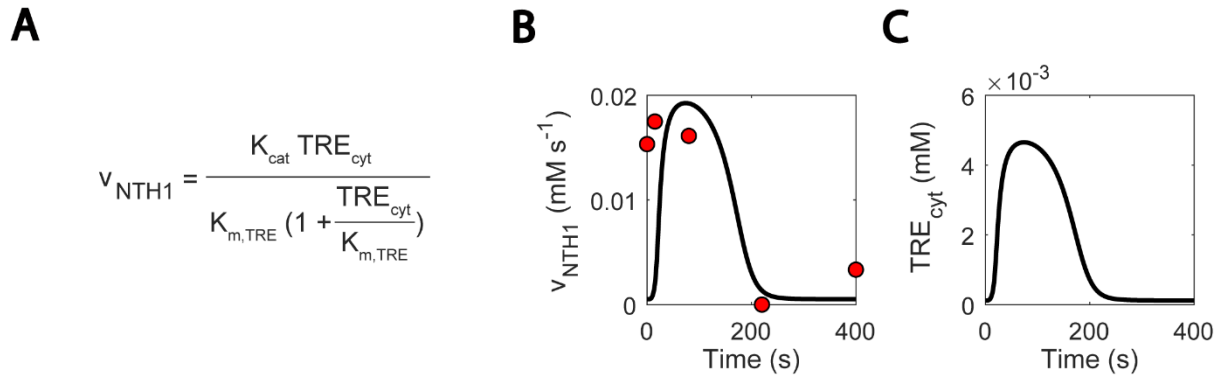 A
B
C
v_NTH1 = K_cat TRE_cyt / K_m,TRE (1 + TRE_cyt / K_m,TRE)
v_NTH1 (mM s^-1)
0.02
0.01
0
0 200 400
Time (s)
× 10^-3
TRE_cyt (mM)
6
4
2
0
0 200 400
Time (s)